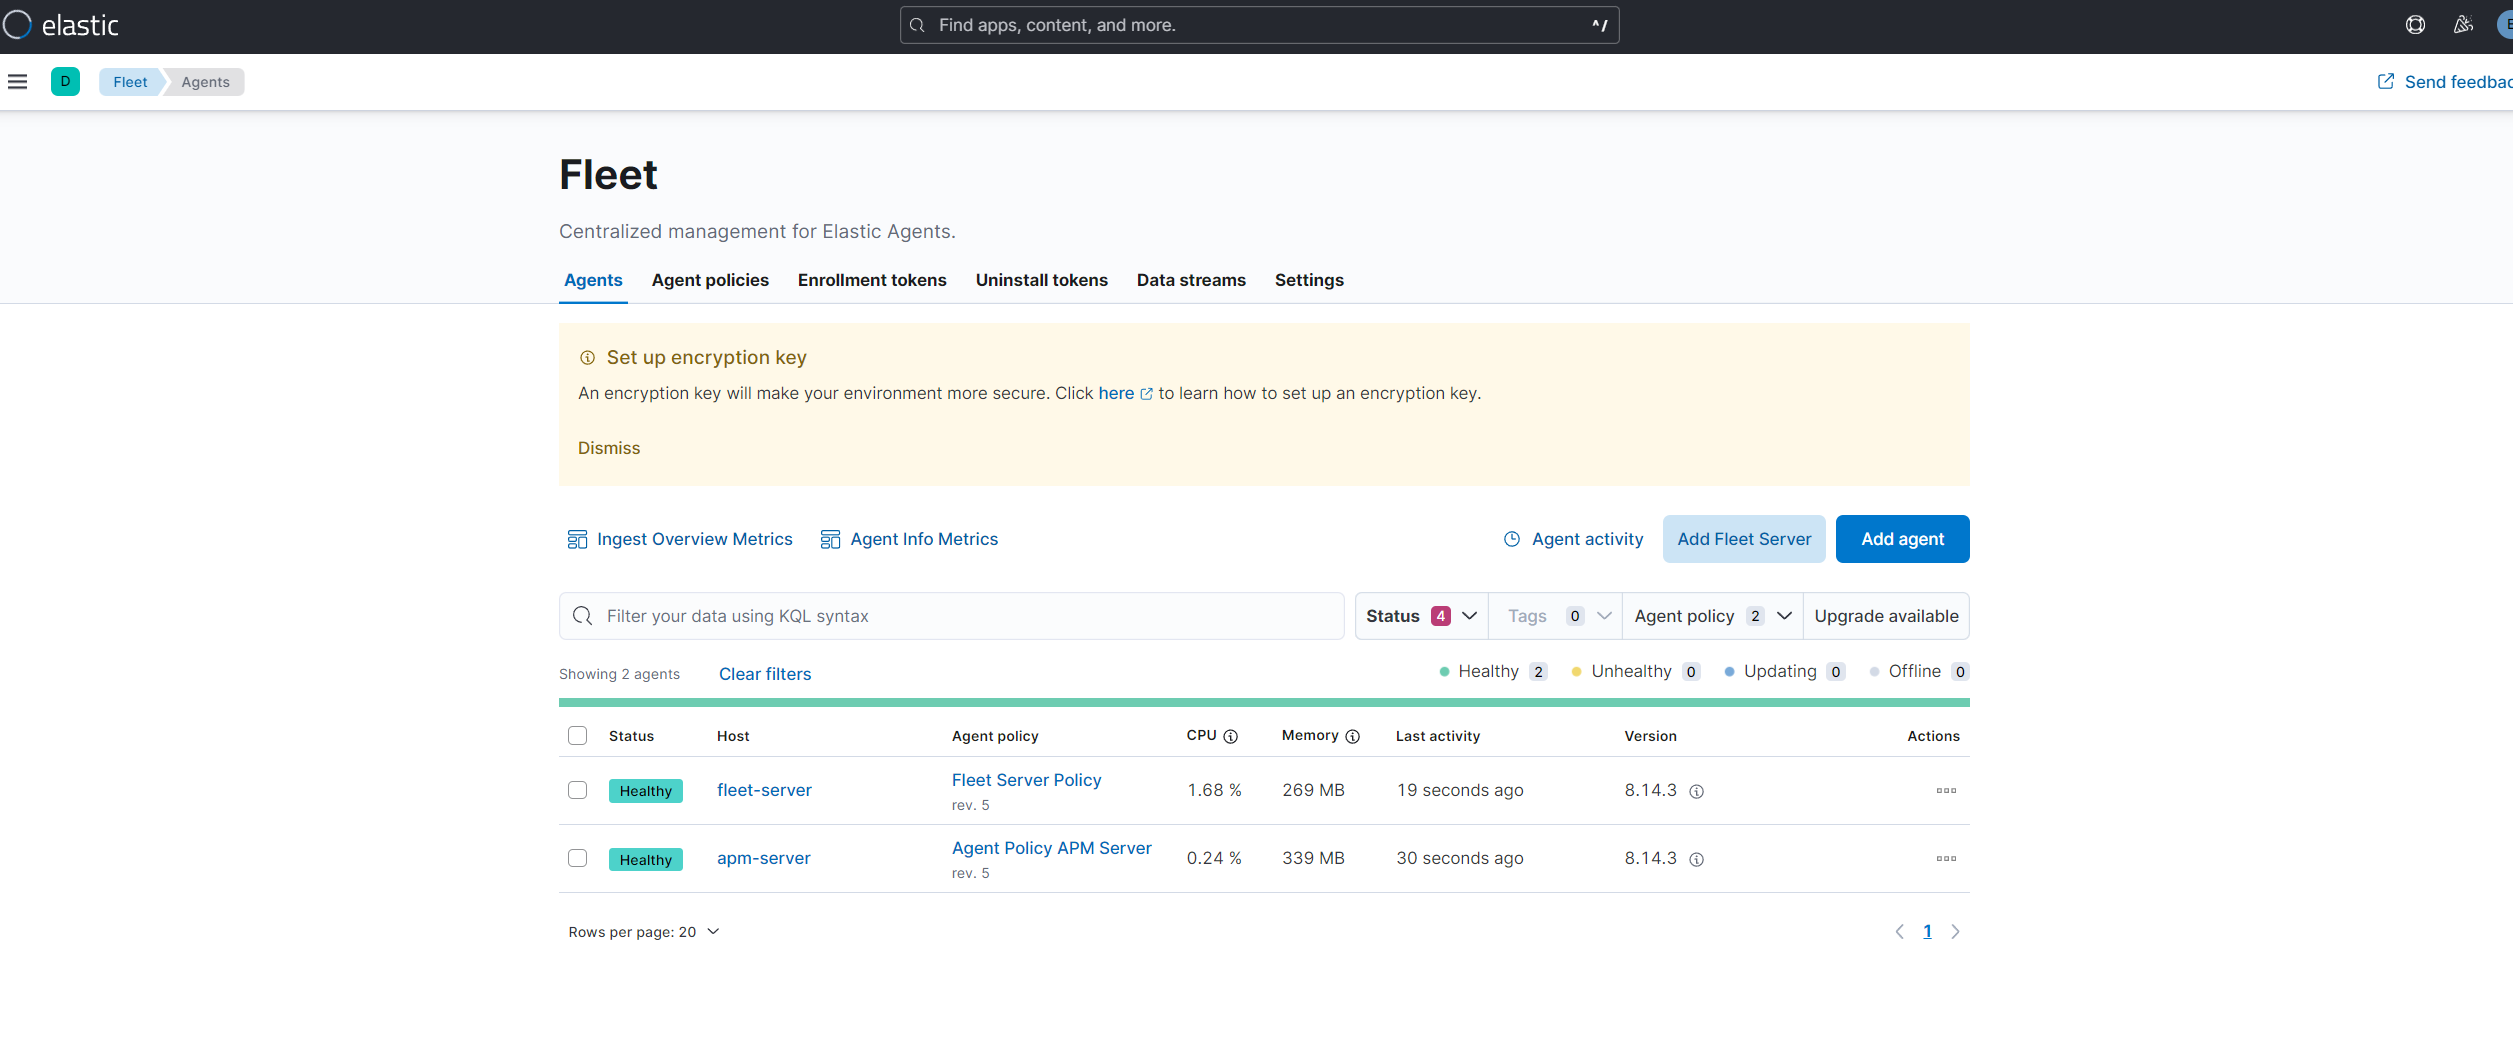 elastic
Find apps, content, and more.
^/
D
Fleet
Agents
Send feedbac
Fleet
Centralized management for Elastic Agents.
Agents Agent policies Enrollment tokens Uninstall tokens Data streams Settings
Set up encryption key
An encryption key will make your environment more secure. Click here to learn how to set up an encryption key.
Dismiss
Ingest Overview Metrics Agent Info Metrics Agent activity Add Fleet Server Add agent
Filter your data using KQL syntax Status 4 Tags 0 Agent policy 2 Upgrade available
Showing 2 agents Clear filters Healthy 2 Unhealthy 0 Updating 0 Offline 0
Status Host Agent policy CPU Memory Last activity Version Actions
Healthy fleet-server Fleet Server Policy 1.68 % 269 MB 19 seconds ago 8.14.3
rev. 5
Healthy apm-server Agent Policy APM Server 0.24 % 339 MB 30 seconds ago 8.14.3
rev. 5
Rows per page: 20 1